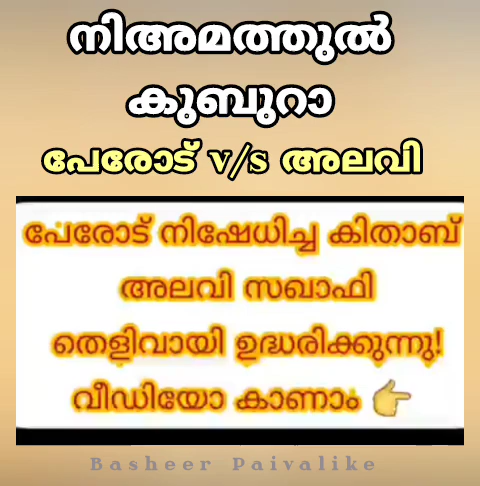 നിഅമത്തുൽ
കുബുറാ
പേരോട് v/s അലവി
പേരോട് നിഷേധിച്ച കിതാബ്
അലവി സഖാഫി
തെളിവായി ഉദ്ധരിക്കുന്നു!
വീഡിയോ കാണാം 👉
Basheer Paivalike